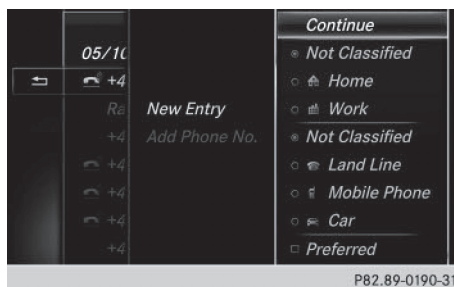 05/10
+4
Ra
+4
+4
+4
+4
+4
New Entry
Add Phone No.
Continue
Not Classified
Home
Work
Not Classified
Land Line
Mobile Phone
Car
Preferred
P82.89-0190-31